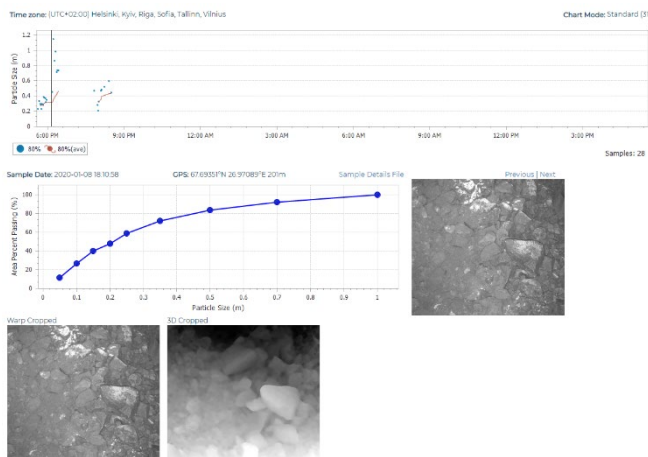 Time zone: (UTC+02:00) Helsinki, Kyiv, Riga, Sofia, Tallinn, Vilnius Chart Mode: Standard (3
Particle Size (m)
1.2
1
0.8
0.6
0.4
0.2
0
6:00 PM 9:00 PM 12:00 AM 3:00 AM 6:00 AM 9:00 AM 12:00 PM 3:00 PM
80% 80%(avg)
Samples: 28
Sample Date: 2020-01-08 18:10:58 GPS: 67.69351°N 26.97089°E 201m Sample Details File Previous | Next
Area Percent Passing (%)
100
80
60
40
20
0
0 0.1 0.2 0.3 0.4 0.5 0.6 0.7 0.8 0.9 1
Particle Size (m)
Warp Cropped 3D Cropped